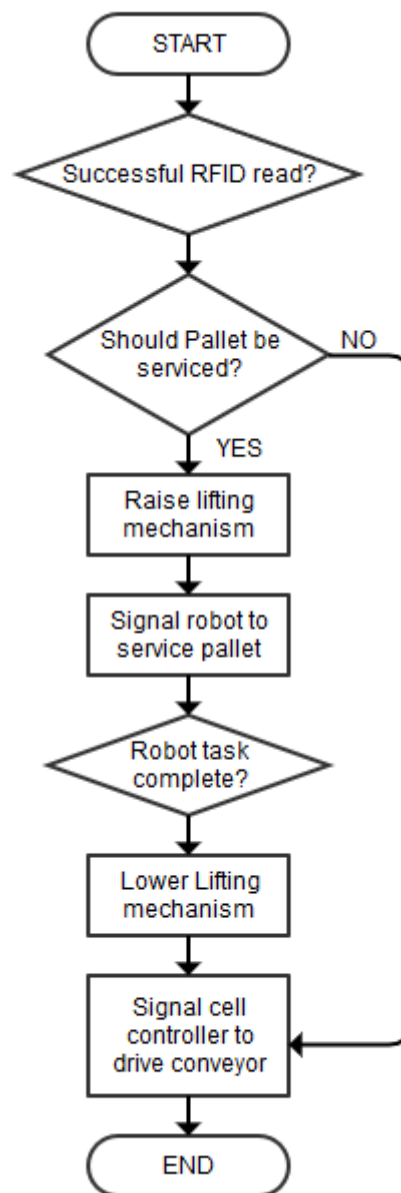 START
Successful RFID read?
Should Pallet be
serviced?
NO
YES
Raise lifting
mechanism
Signal robot to
service pallet
Robot task
complete?
Lower Lifting
mechanism
Signal cell
controller to
drive conveyor
END